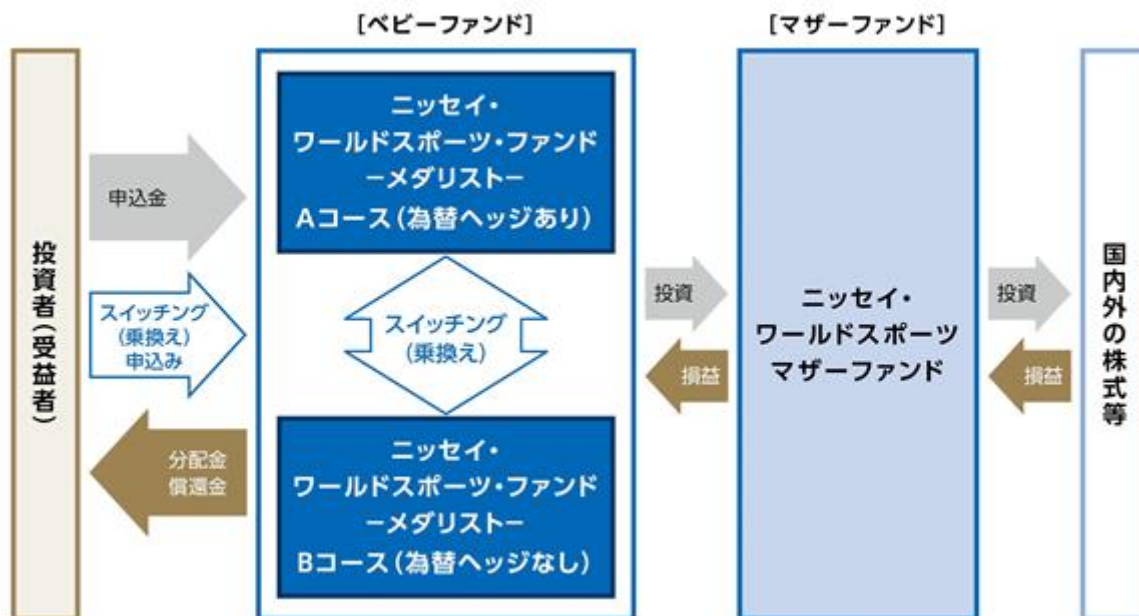 [ベビーファンド]
[マザーファンド]
投資者(受益者)
申込金
スイッチング
(乗換え)
申込み
分配金
償還金
ニッセイ・
ワールドスポーツ・ファンド
－メダリスト－
Aコース(為替ヘッジあり)
スイッチング
(乗換え)
ニッセイ・
ワールドスポーツ・ファンド
－メダリスト－
Bコース(為替ヘッジなし)
投資
損益
ニッセイ・
ワールドスポーツ
マザーファンド
投資
損益
国内外の株式等